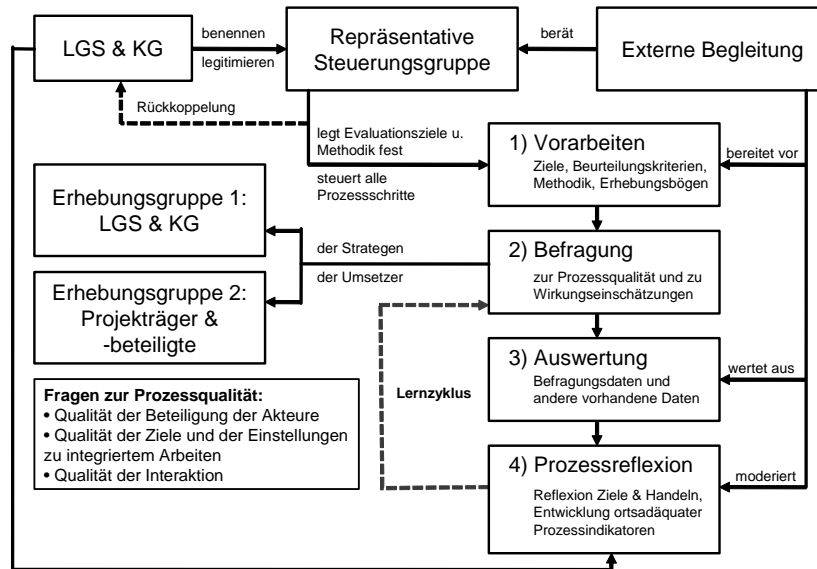 LGS & KG
benennen
legitimieren
Repräsentative
Steuerungsgruppe
berät
Externe Begleitung
Rückkoppelung
legt Evaluationsziele u.
Methodik fest
steuert alle
Prozessschritte
1) Vorarbeiten
Ziele, Beurteilungskriterien,
Methodik, Erhebungsbögen
bereitet vor
Erhebungsgruppe 1:
LGS & KG
der Strategen
der Umsetzer
2) Befragung
zur Prozessqualität und zu
Wirkungseinschätzungen
Erhebungsgruppe 2:
Projekträger &
-beteiligte
3) Auswertung
Befragungsdaten und
andere vorhandene Daten
wertet aus
Lernzyklus
Fragen zur Prozessqualität:
• Qualität der Beteiligung der Akteure
• Qualität der Ziele und der Einstellungen
zu integriertem Arbeiten
• Qualität der Interaktion
4) Prozessreflexion
Reflexion Ziele & Handeln,
Entwicklung ortsadäquater
Prozessindikatoren
moderiert